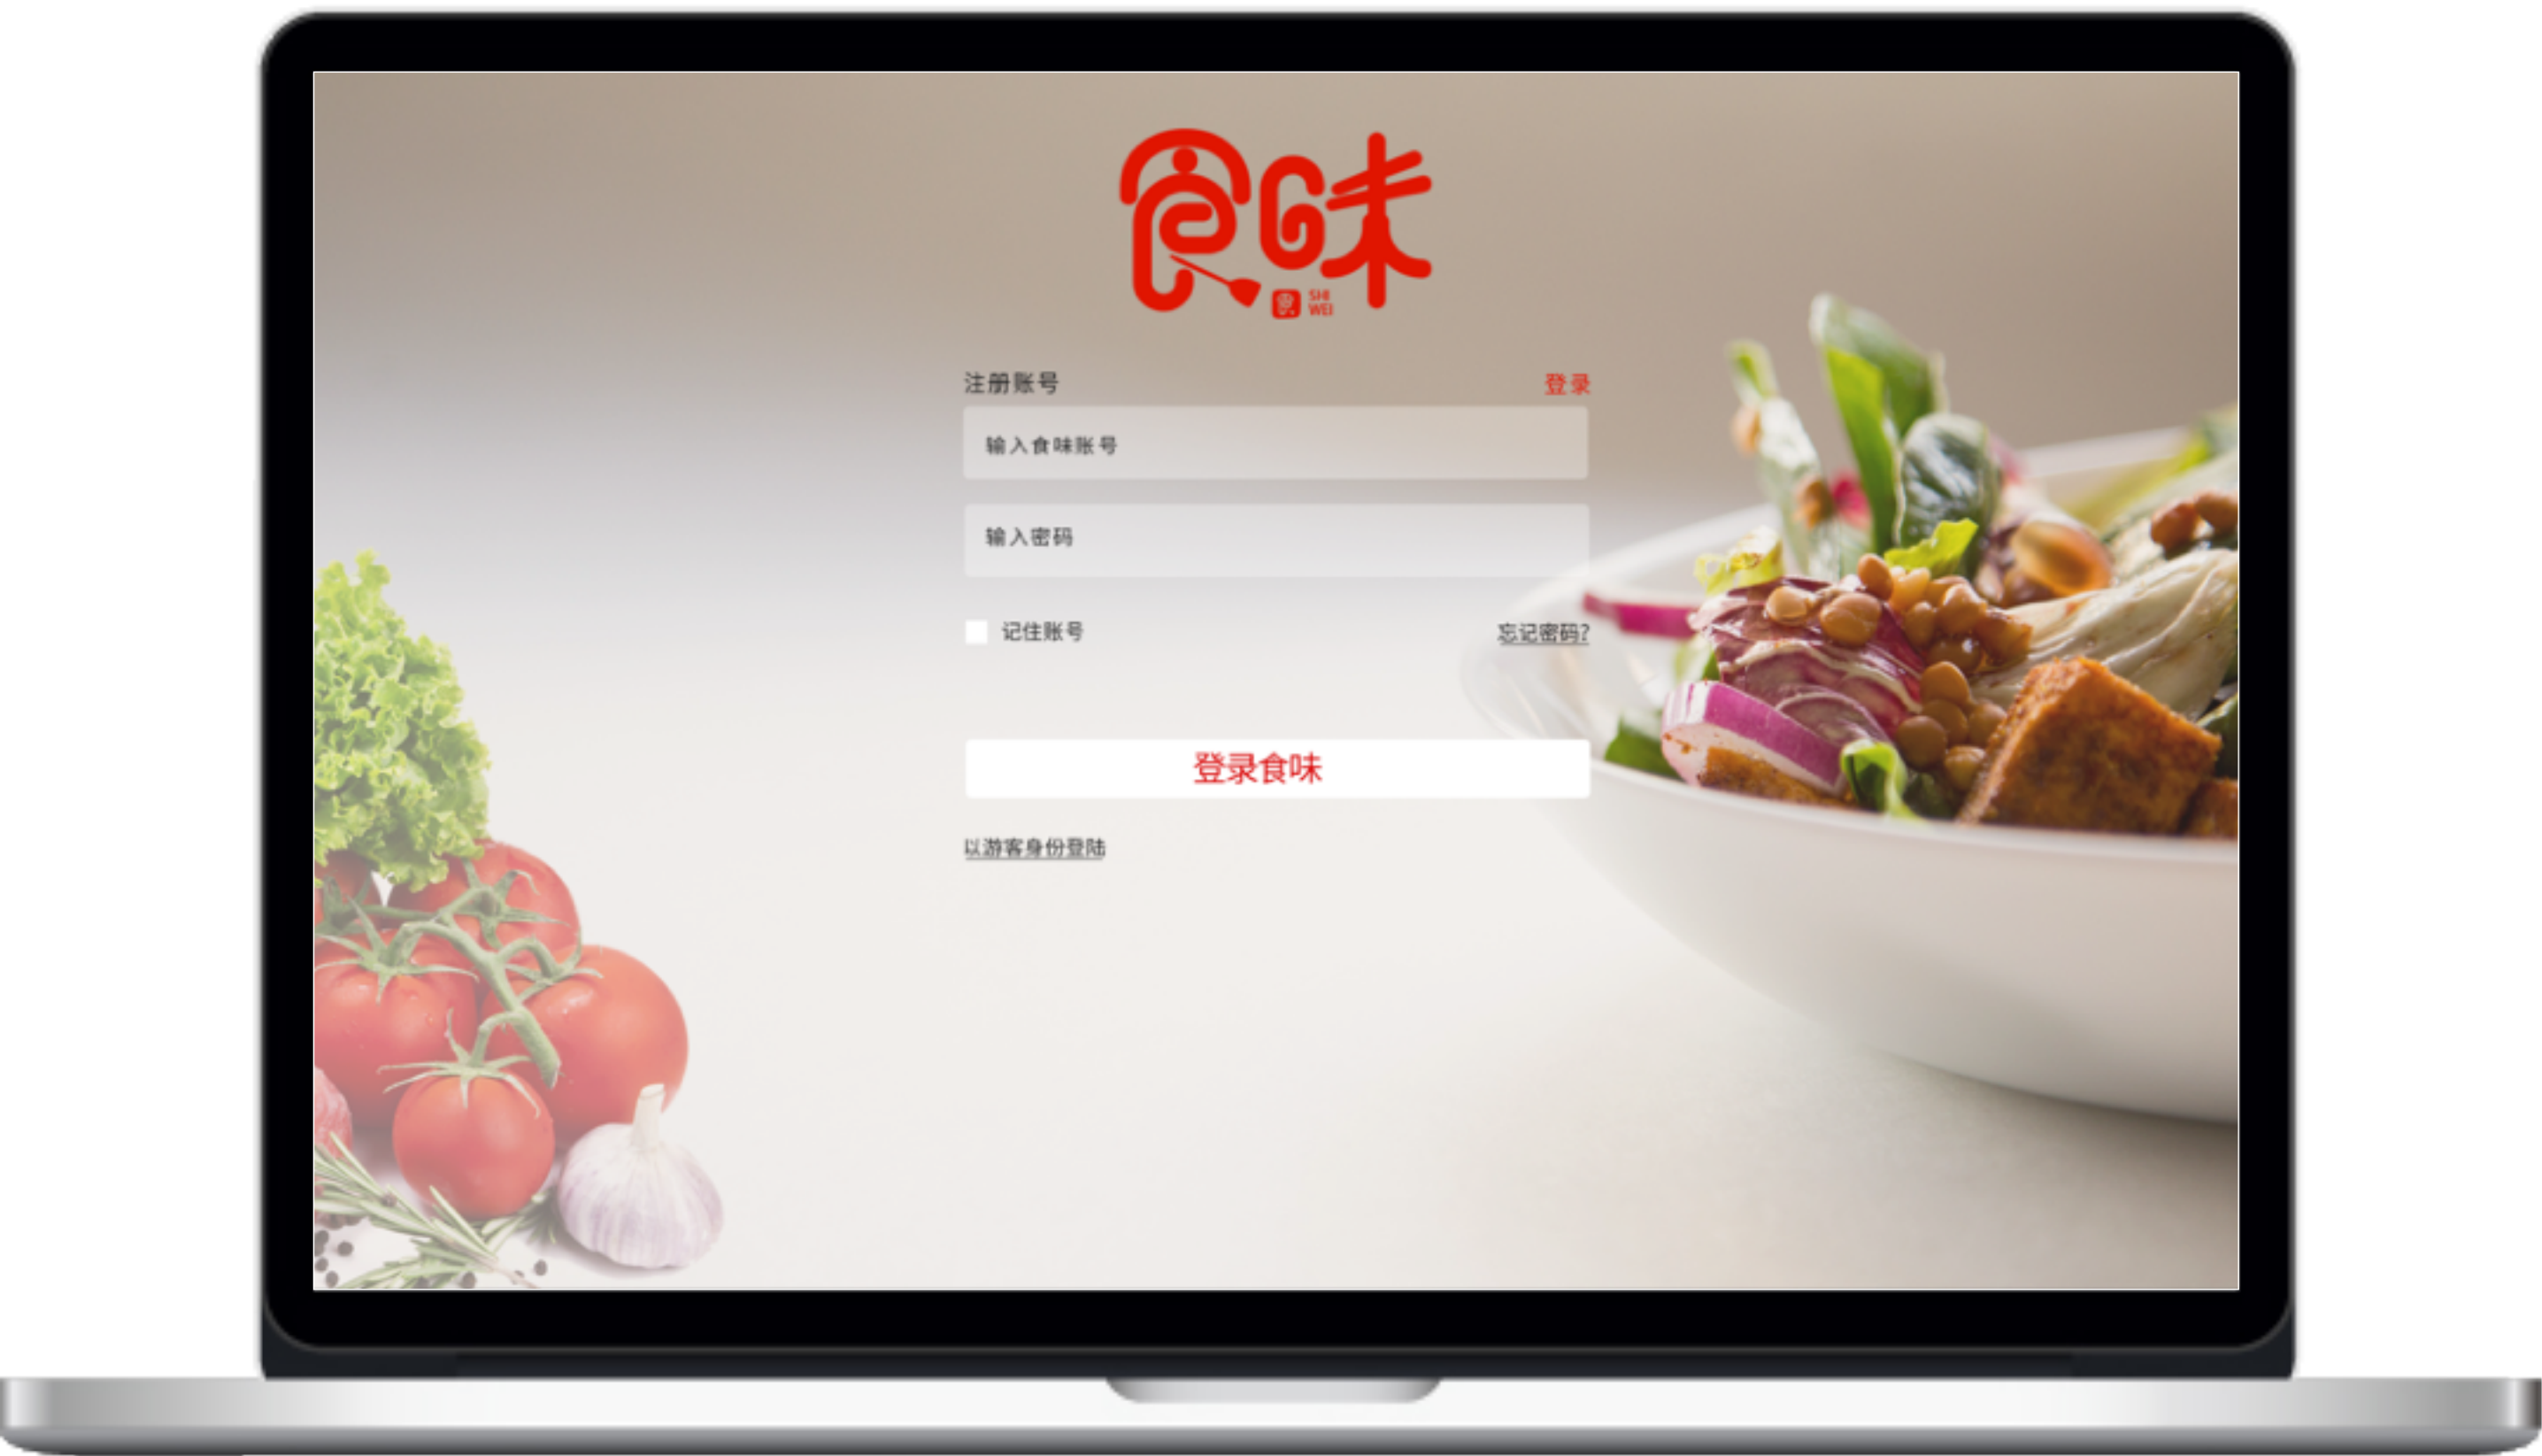 食味
SHI
WEI
注册账号 登录
输入食味账号
输入密码
记住账号 忘记密码?
登录食味
以游客身份登陆